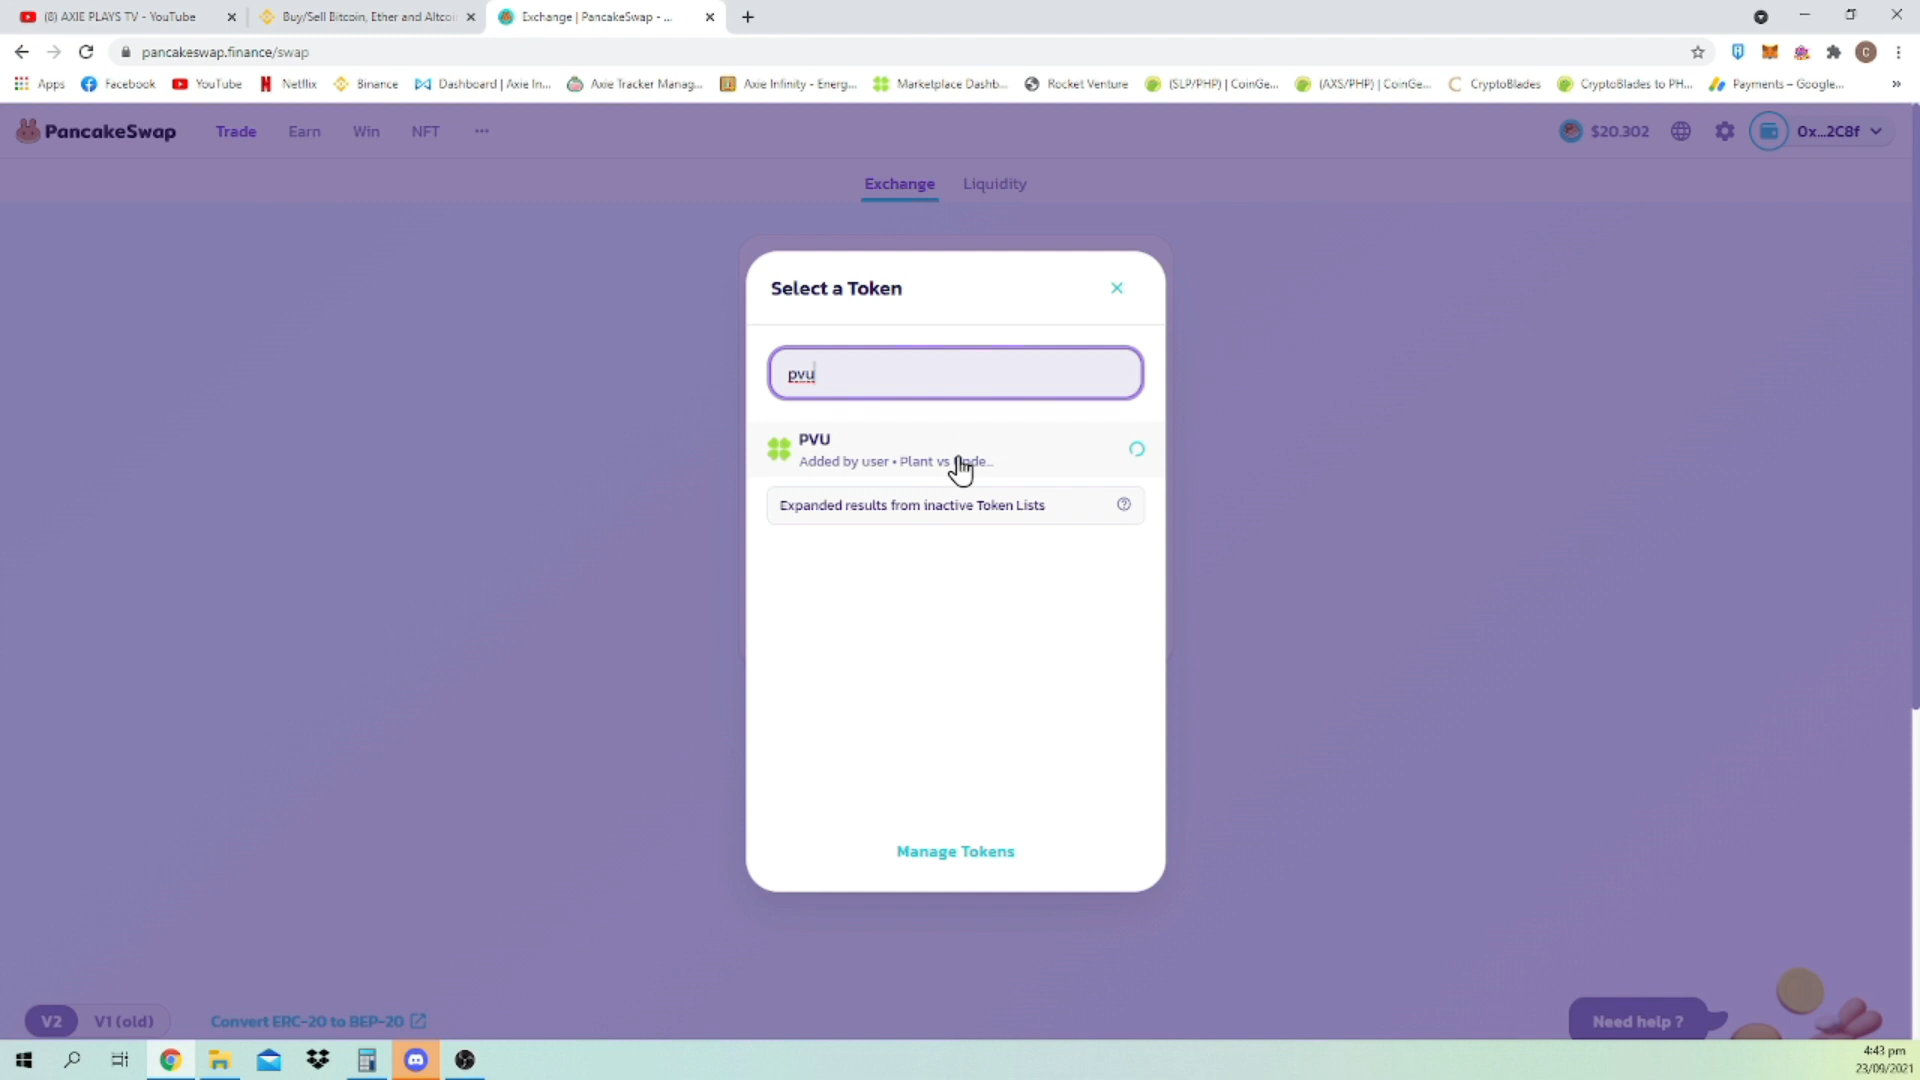 (8) AXIE PLAYS TV - YouTube
Buy/Sell Bitcoin, Ether and Altcoi
Exchange | PancakeSwap - ...
pancakeswap.finance/swap
C
Apps
Facebook
YouTube
Netflix
Binance
Dashboard | Axie In...
Axie Tracker Manag...
Axie Infinity - Energ...
Marketplace Dashb...
Rocket Venture
(SLP/PHP) | CoinGe...
(AXS/PHP) | CoinGe...
CryptoBlades
CryptoBlades to PH...
Payments – Google...
»
PancakeSwap
Trade
Earn
Win
NFT
$20.302
0x...2C8f
Exchange
Liquidity
Select a Token
pvu
PVU
Added by user • Plant vs
Expanded results from inactive Token Lists
Manage Tokens
V2
V1 (old)
Convert ERC-20 to BEP-20
Need help ?
4:43 pm
23/09/2021